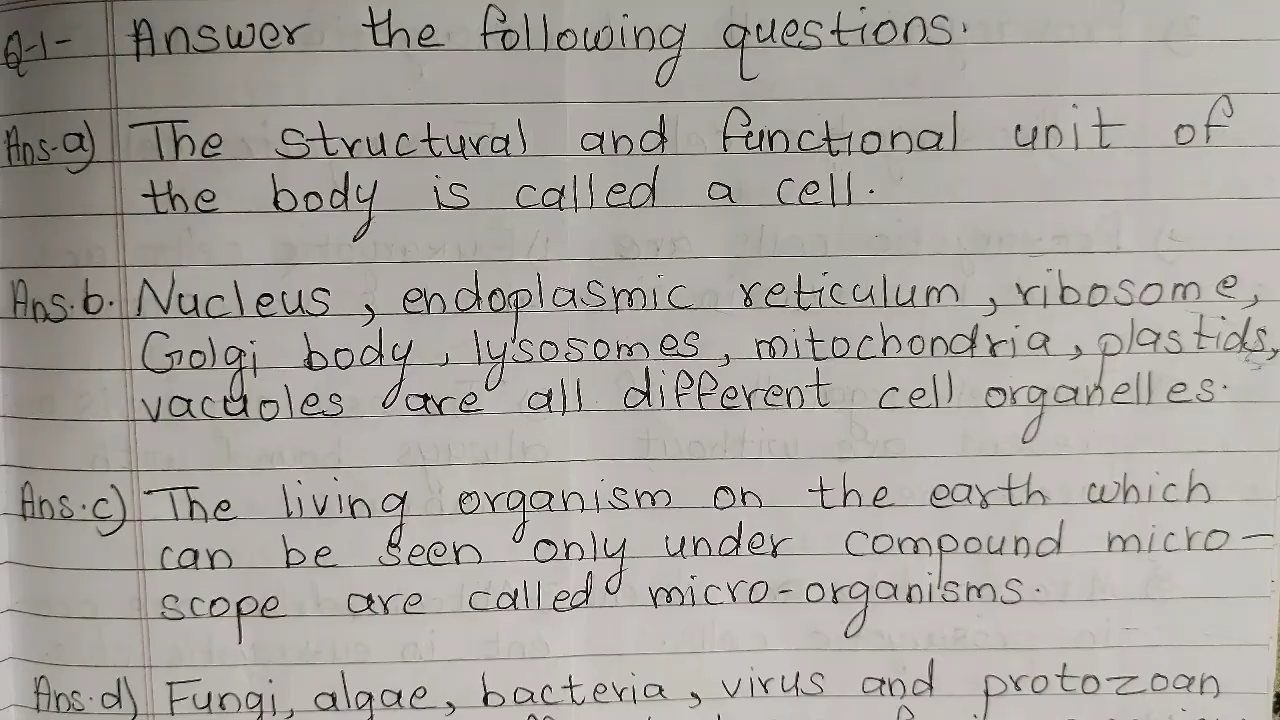 Q-1- Answer the following questions.
Ans.a) The structural and functional unit of
the body is called a cell.
Ans.b. Nucleus, endoplasmic reticulum, ribosome,
Golgi body, lysosomes, mitochondria, plastids,
vacuoles are all different cell organelles.
Ans.c) The living organism on the earth which
can be seen only under compound micro-
scope are called micro-organisms.
Ans.d) Fungi, algae, bacteria, virus and protozoan